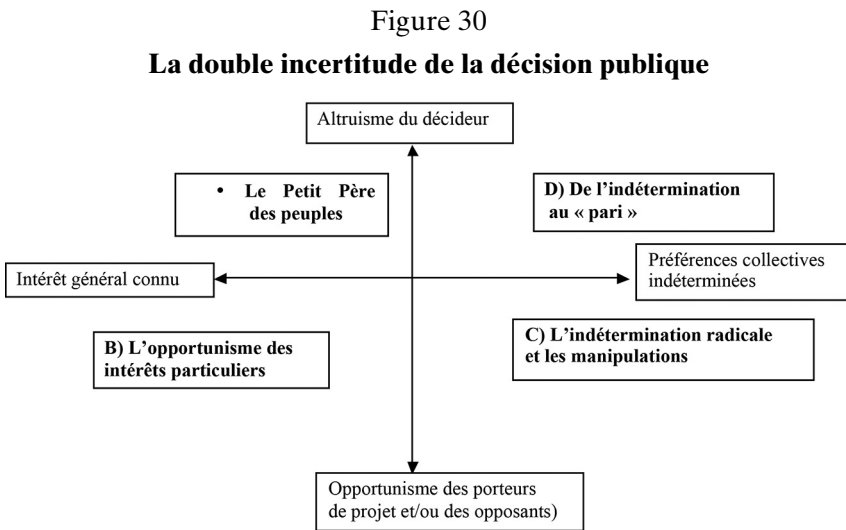 Figure 30
La double incertitude de la décision publique
Altruisme du décideur
• Le Petit Père
des peuples
D) De l’indétermination
au « pari »
Intérêt général connu
Préférences collectives
indéterminées
B) L’opportunisme des
intérêts particuliers
C) L’indétermination radicale
et les manipulations
Opportunisme des porteurs
de projet et/ou des opposants)